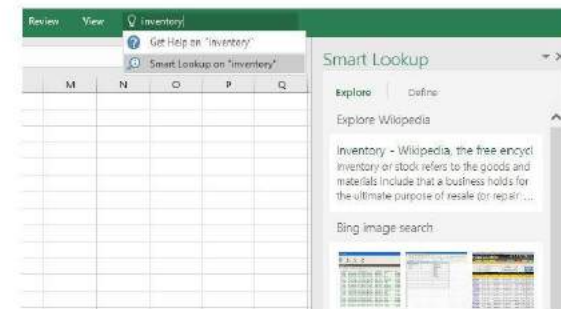 Review View inventory
Get Help on "inventory"
Smart Lookup on "inventory"
M N O P Q
Smart Lookup
Explore Define
Explore Wikipedia
Inventory - Wikipedia, the free encycl
Inventory or stock refers to the goods and
materials include that a business holds for
the ultimate purpose of resale (or repair; ...
Bing image search